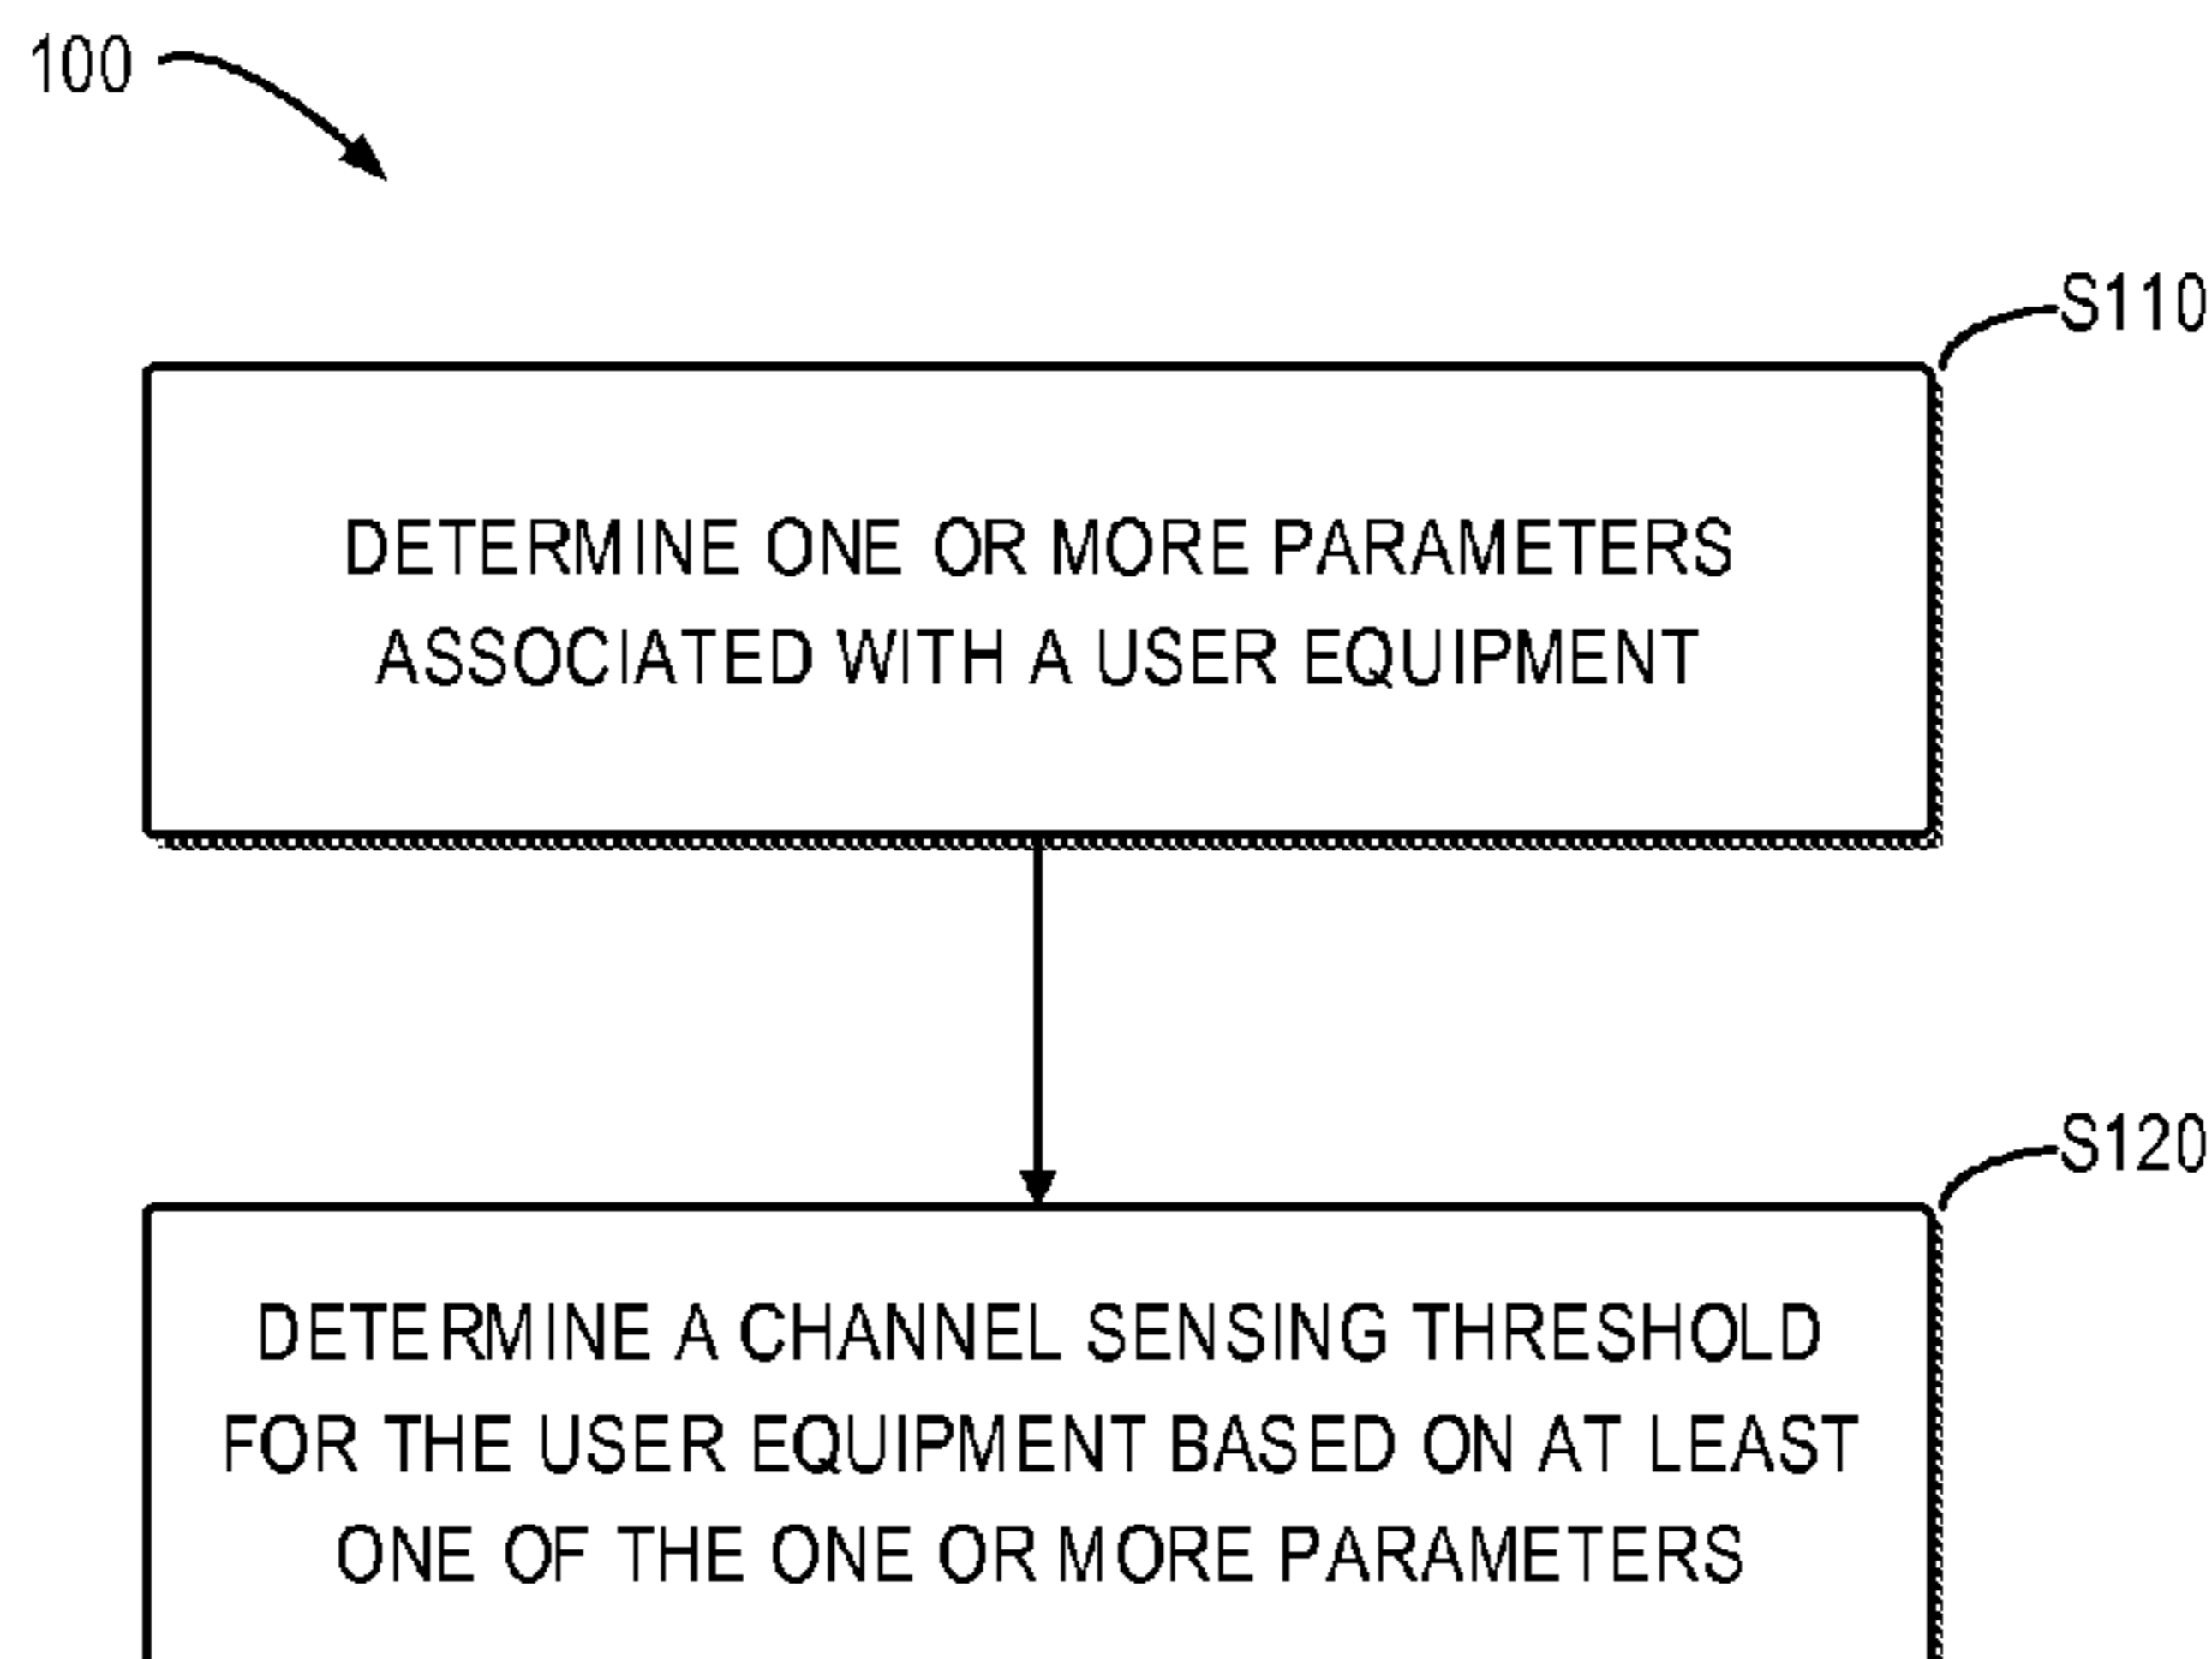 100
S110
DETERMINE ONE OR MORE PARAMETERS
ASSOCIATED WITH A USER EQUIPMENT
S120
DETERMINE A CHANNEL SENSING THRESHOLD
FOR THE USER EQUIPMENT BASED ON AT LEAST
ONE OF THE ONE OR MORE PARAMETERS